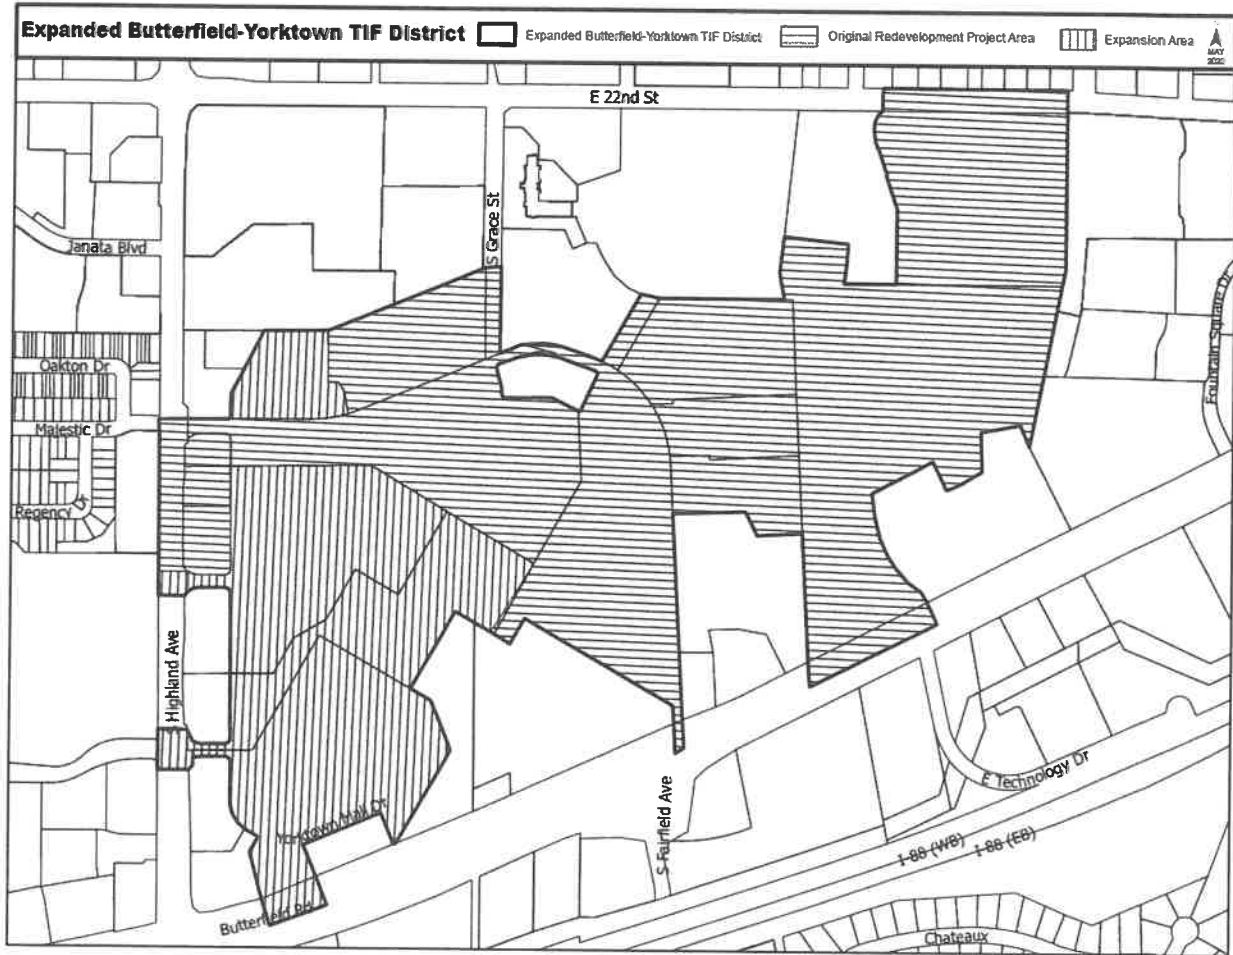 Expanded Butterfield-Yorktown TIF District
Expanded Butterfield-Yorktown TIF District
Original Redevelopment Project Area
Expansion Area
MAY
2020
E 22nd St
S Grace St
Janata Blvd
Fountain Square Dr
Oakton Dr
Majestic Dr
Regency Dr
Highland Ave
Yorktown Mall Dr
S Fairfield Ave
E Technology Dr
I-88 (WB)
I-88 (EB)
Butterfield Rd
Chateaux